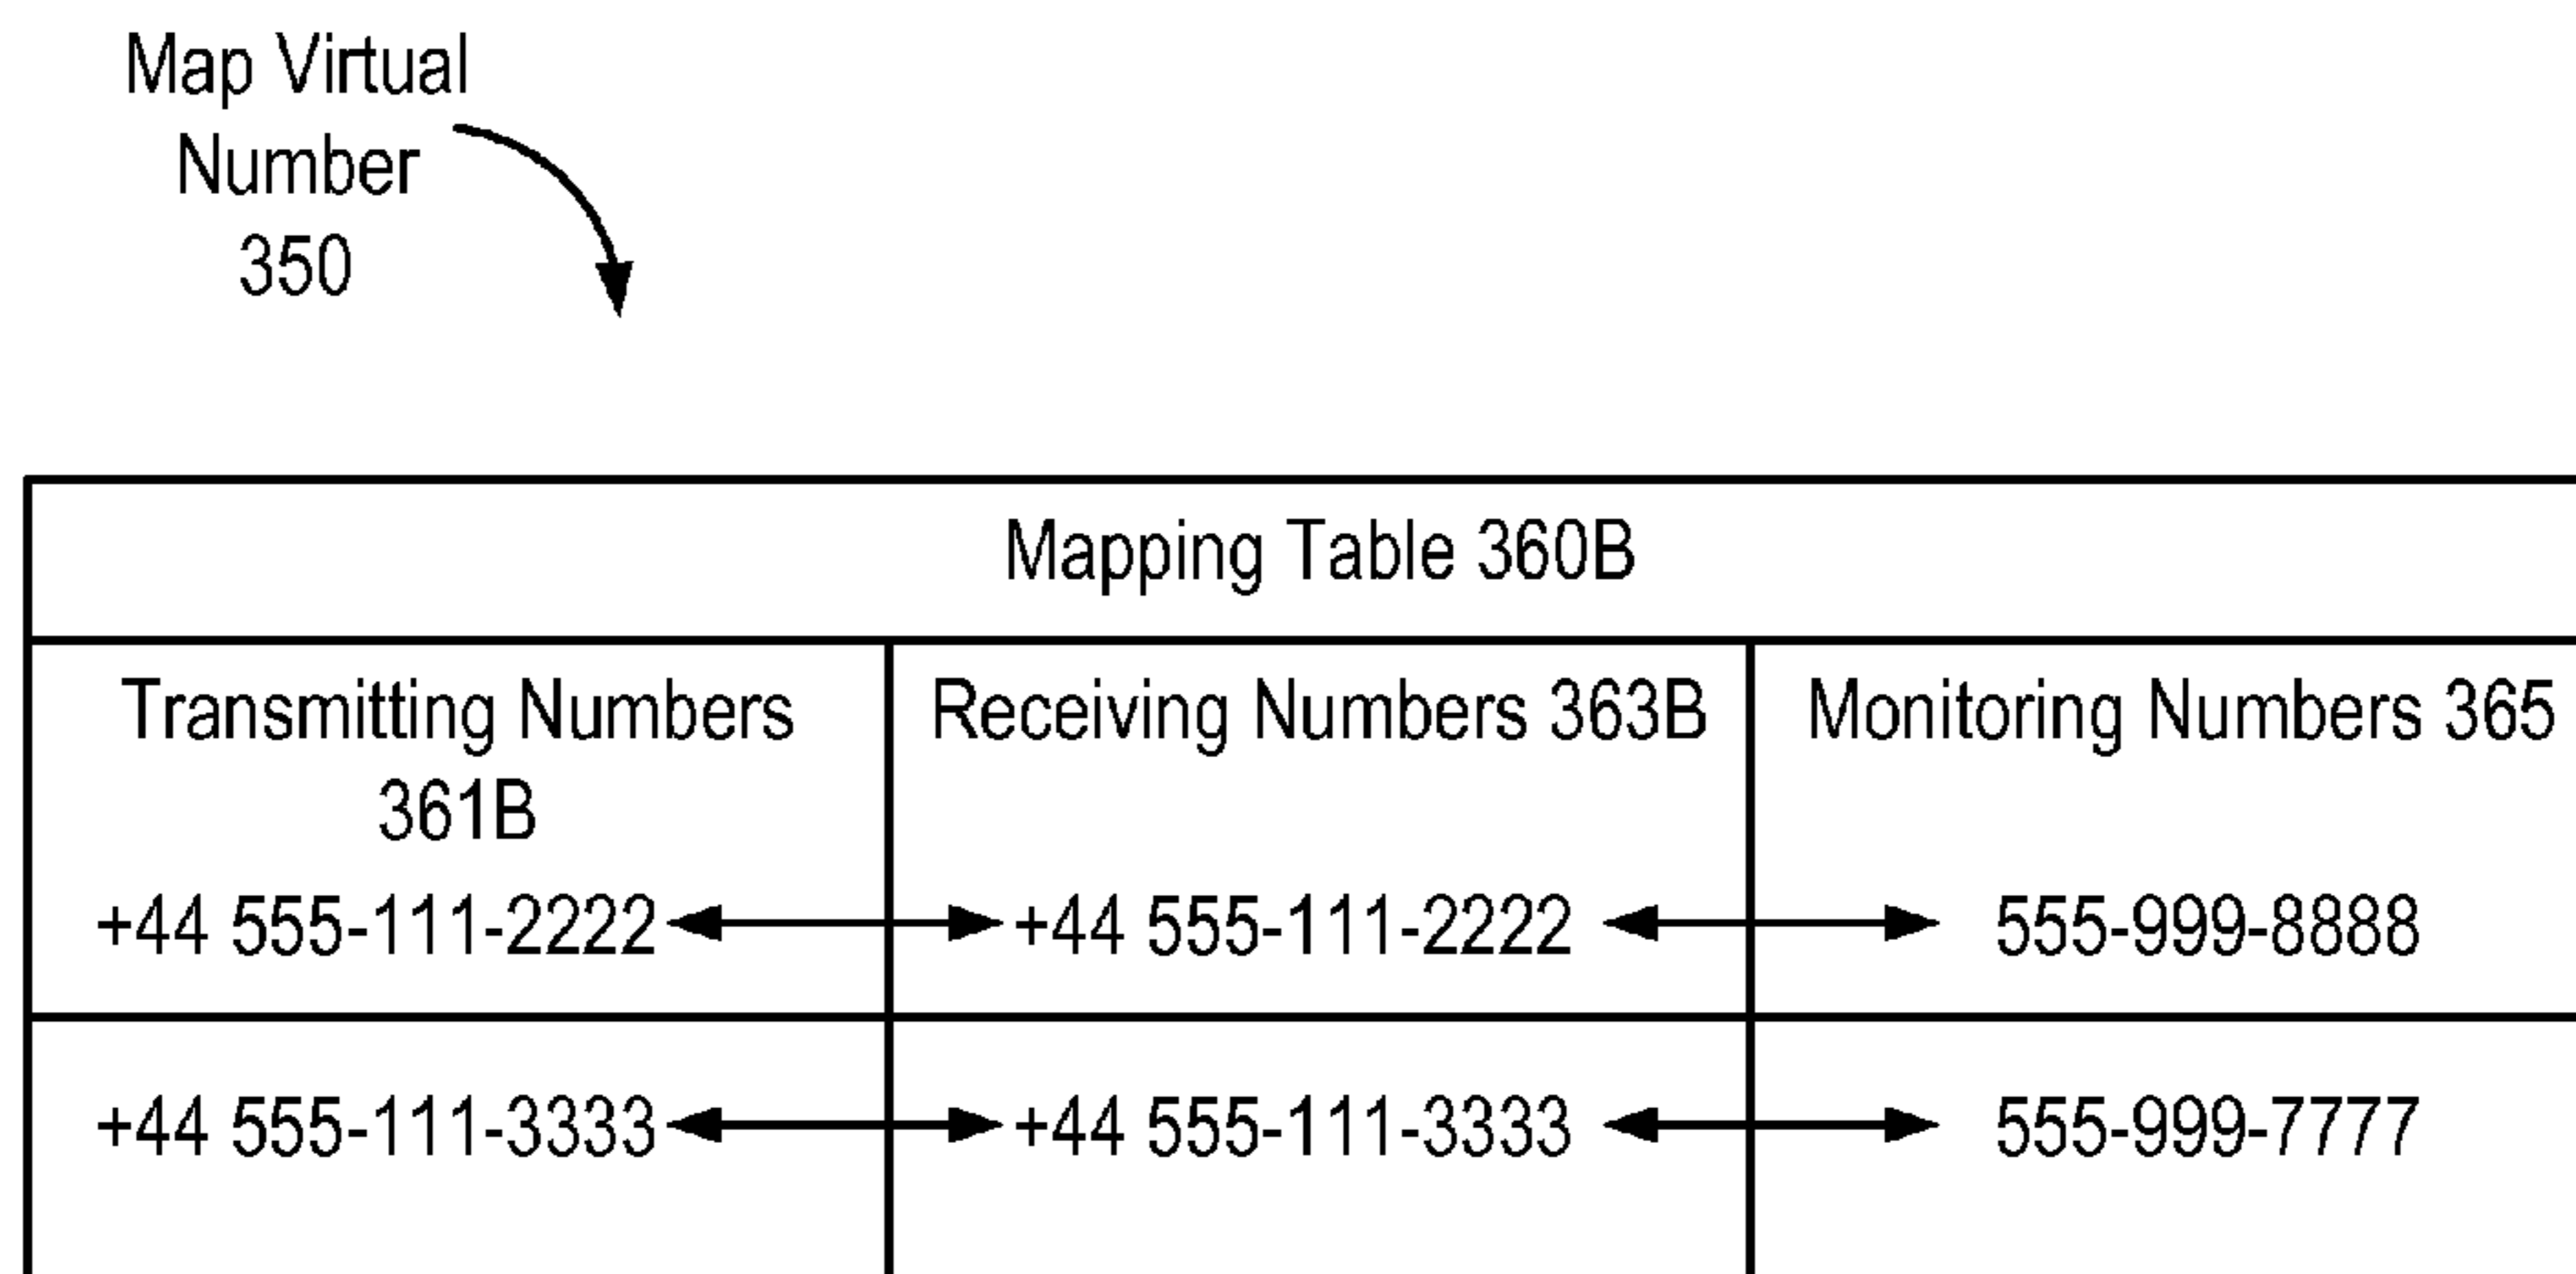 Map Virtual
Number
350
Mapping Table 360B
Transmitting Numbers
361B
Receiving Numbers 363B
Monitoring Numbers 365
+44 555-111-2222
+44 555-111-2222
555-999-8888
+44 555-111-3333
+44 555-111-3333
555-999-7777